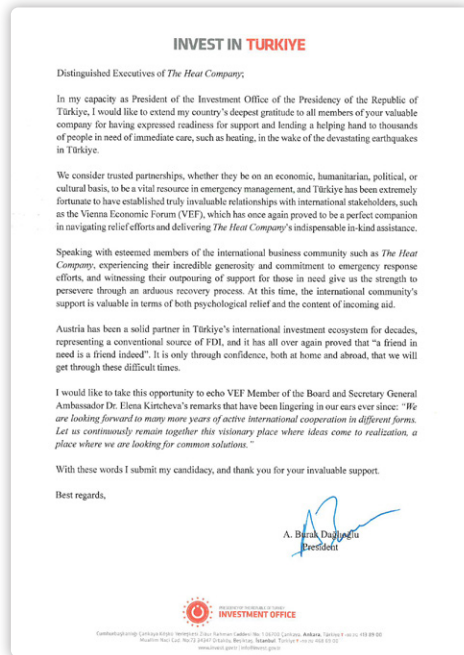 INVEST IN TURKIYE
Distinguished Executives of The Heat Company;
In my capacity as President of the Investment Office of the Presidency of the Republic of
Türkiye, I would like to extend my country's deepest gratitude to all members of your valuable
company for having expressed readiness for support and lending a helping hand to thousands
of people in need of immediate care, such as heating, in the wake of the devastating earthquakes
in Türkiye.
We consider trusted partnerships, whether they be on an economic, humanitarian, political, or
cultural basis, to be a vital resource in emergency management, and Türkiye has been extremely
fortunate to have established truly invaluable relationships with international stakeholders, such
as the Vienna Economic Forum (VEF), which has once again proved to be a perfect companion
in navigating relief efforts and delivering The Heat Company's indispensable in-kind assistance.
Speaking with esteemed members of the international business community such as The Heat
Company, experiencing their incredible generosity and commitment to emergency response
efforts, and witnessing their outpouring of support for those in need give us the strength to
persevere through an arduous recovery process. At this time, the international community's
support is valuable in terms of both psychological relief and the content of incoming aid.
Austria has been a solid partner in Türkiye's international investment ecosystem for decades,
representing a conventional source of FDI, and it has all over again proved that "a friend in
need is a friend indeed". It is only through confidence, both at home and abroad, that we will
get through these difficult times.
I would like to take this opportunity to echo VEF Member of the Board and Secretary General
Ambassador Dr. Elena Kirtcheva's remarks that have been lingering in our ears ever since: "We
are looking forward to many more years of active international cooperation in different forms.
Let us continuously remain together this visionary place where ideas come to realization, a
place where we are looking for common solutions."
With these words I submit my candidacy, and thank you for your invaluable support.
Best regards,
A. Burak Dağlıoğlu
President
PRESIDENCY OF THE REPUBLIC OF TÜRKİYE
INVESTMENT OFFICE
www.invest.gov.tr | info@invest.gov.tr